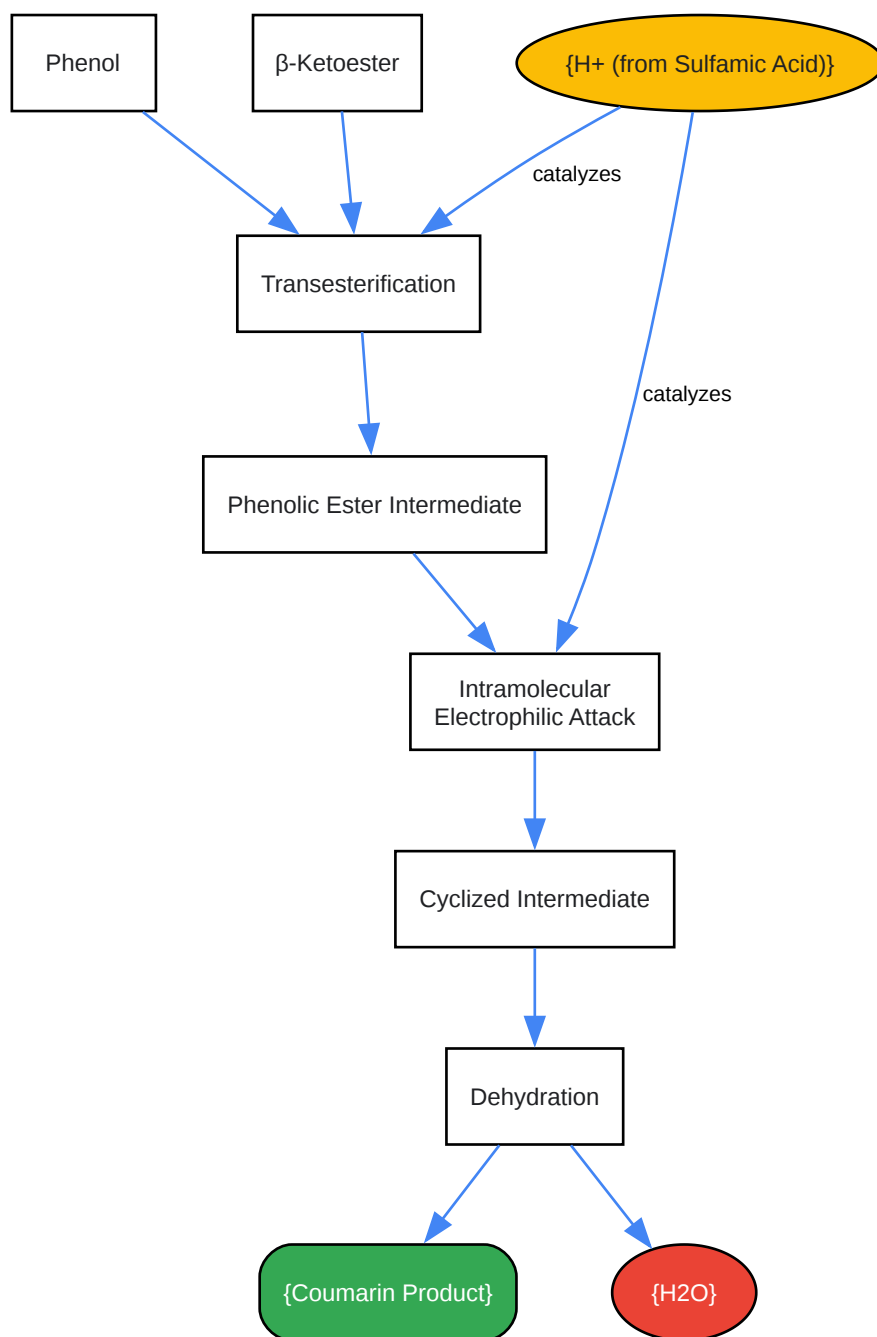 Phenol
β-Ketoester
{H+ (from Sulfamic Acid)}
catalyzes
Transesterification
catalyzes
Phenolic Ester Intermediate
Intramolecular
Electrophilic Attack
Cyclized Intermediate
Dehydration
{Coumarin Product}
{H2O}